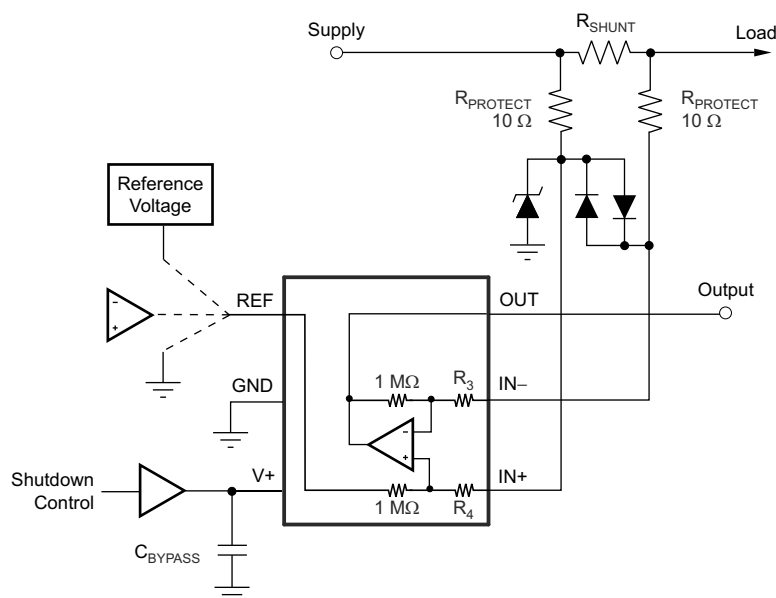 Supply
R_SHUNT
Load
R_PROTECT
10 Ω
R_PROTECT
10 Ω
Reference
Voltage
-
+
REF
OUT
Output
GND
1 MΩ
R_3
IN−
-
+
Shutdown
Control
V+
1 MΩ
R_4
IN+
C_BYPASS